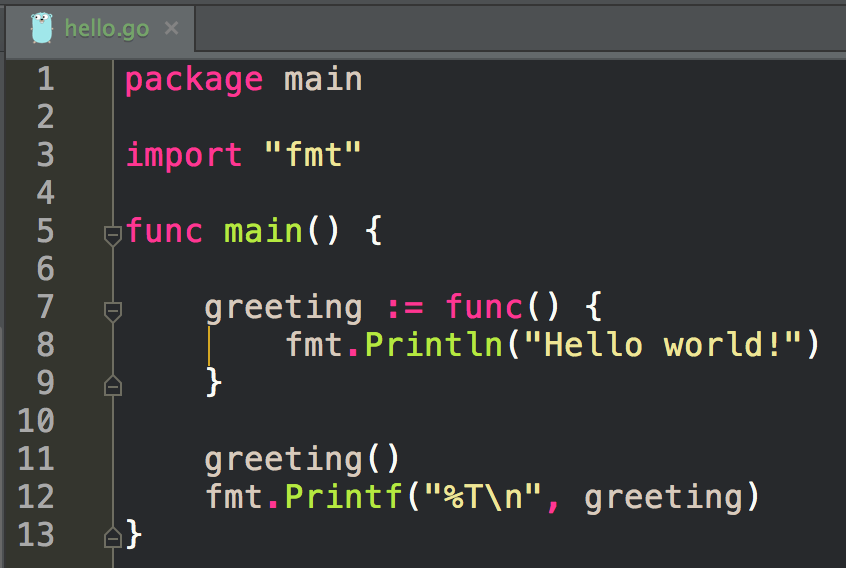 hello.go ×
1 package main
2
3 import "fmt"
4
5 func main() {
6
7     greeting := func() {
8         fmt.Println("Hello world!")
9     }
10
11     greeting()
12     fmt.Printf("%T\n", greeting)
13 }